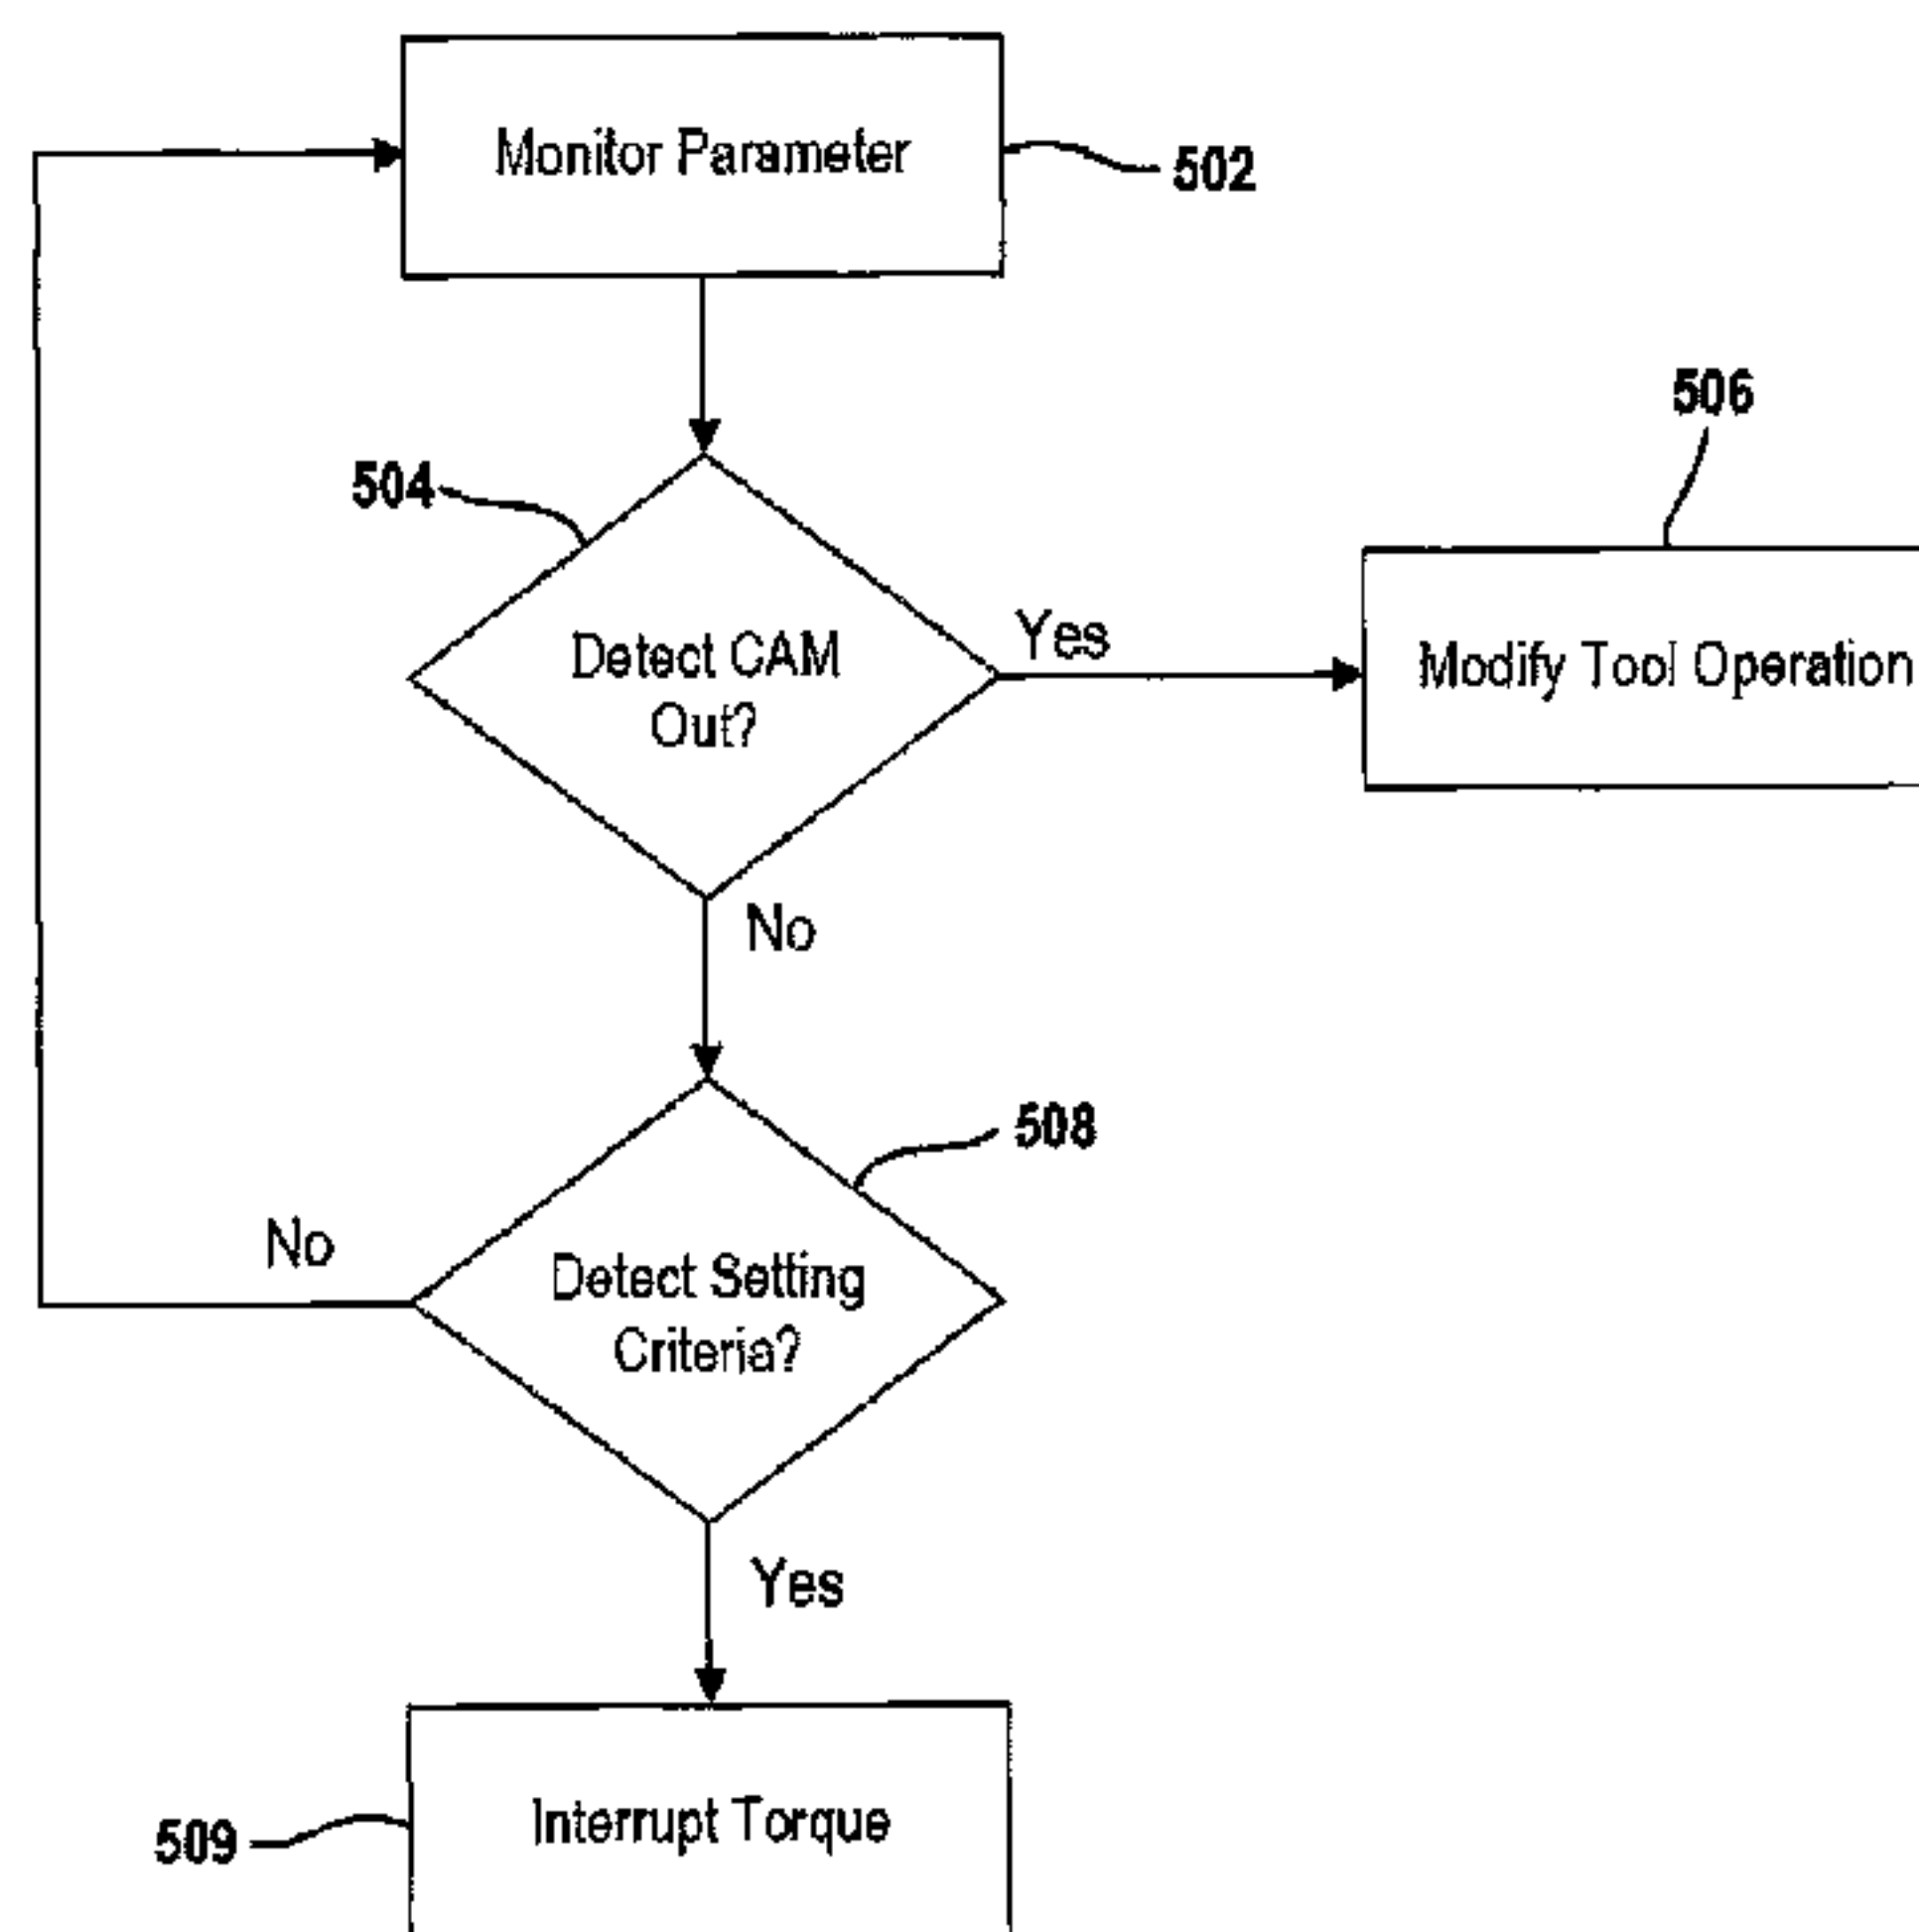 Monitor Parameter
502
506
504
Yes
Detect CAM
Out?
Modify Tool Operation
No
508
No
Detect Setting
Criteria?
Yes
Interrupt Torque
509